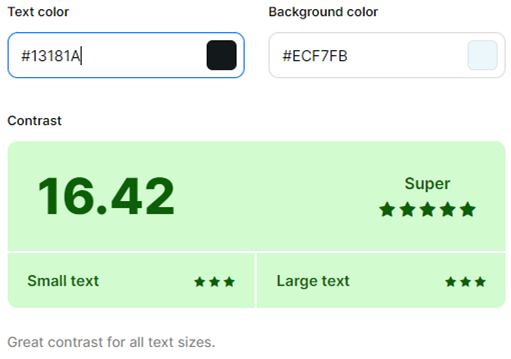 Text color
Background color
#13181A
#ECF7FB
Contrast
16.42
Super
Small text
Large text
Great contrast for all text sizes.